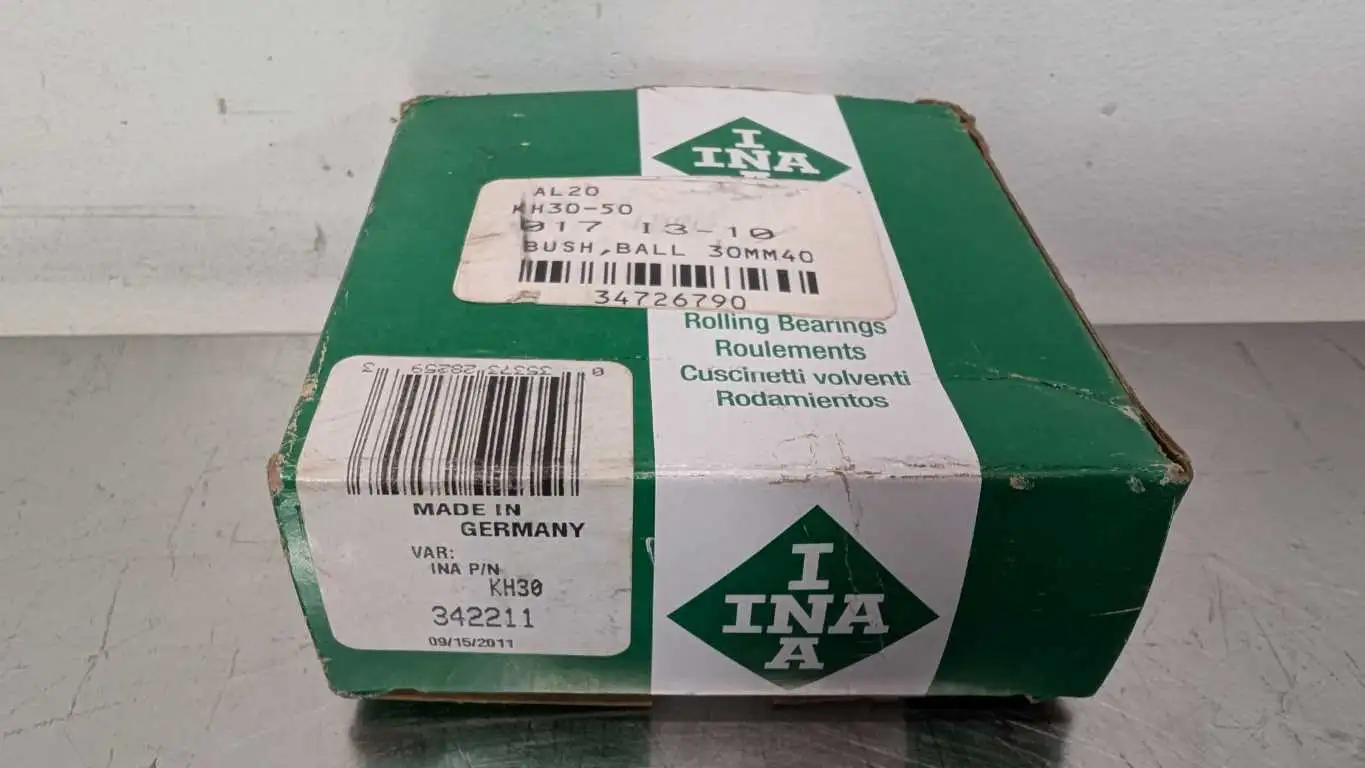 I
INA
AL20
KH30-50
017 13-10
BUSH,BALL 30MM40
34726790
Rolling Bearings
Roulements
Cuscinetti volventi
Rodamientos
0 35373 28259 3
MADE IN
GERMANY
VAR:
INA P/N
KH30
342211
09/15/2011
I
INA
A